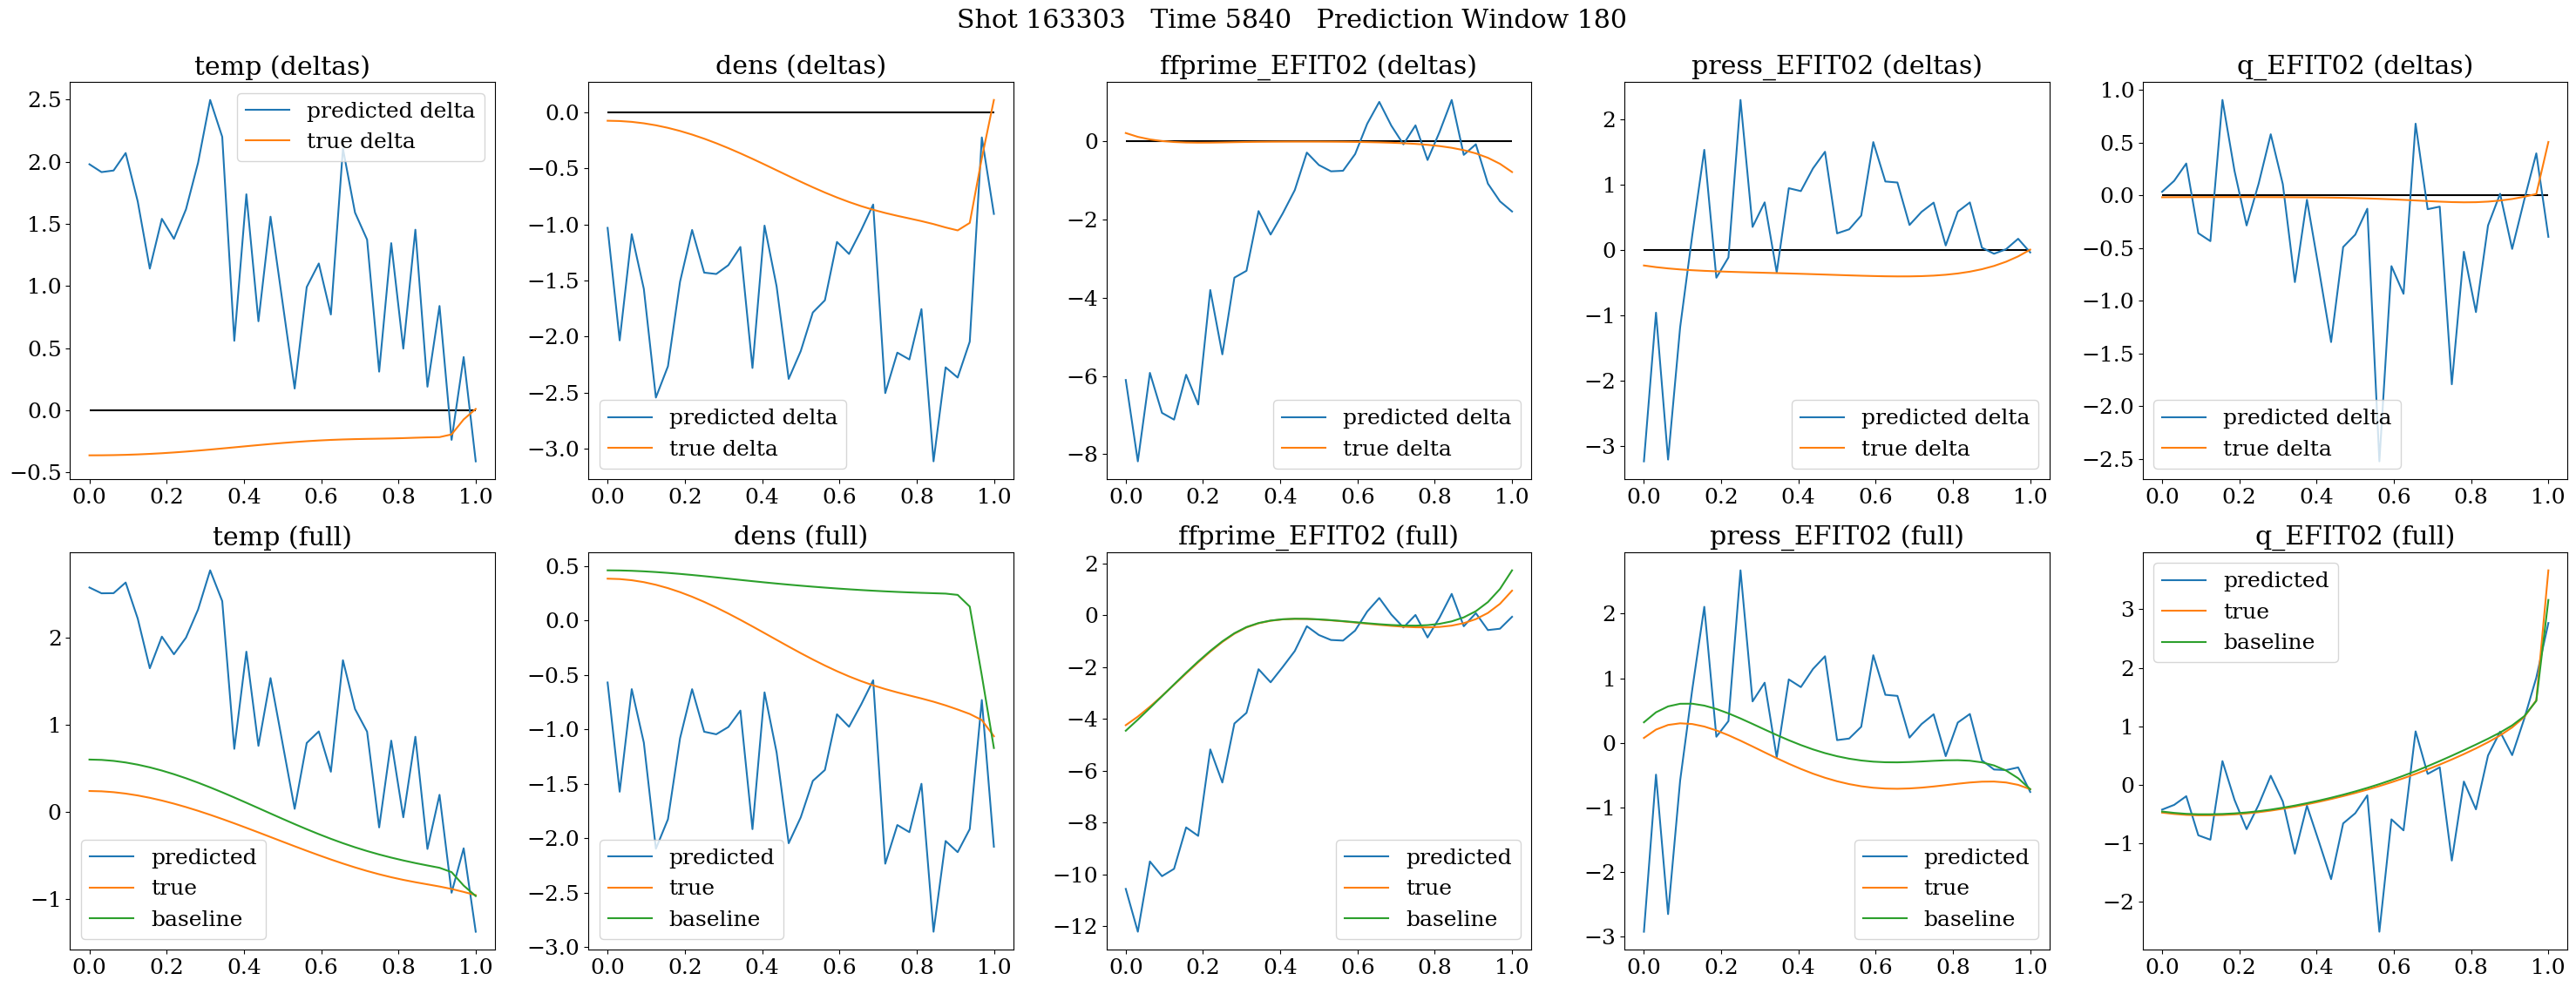 Shot 163303   Time 5840   Prediction Window 180
temp (deltas)
2.5
2.0
1.5
1.0
0.5
0.0
−0.5
0.0 0.2 0.4 0.6 0.8 1.0
predicted delta
true delta
dens (deltas)
0.0
−0.5
−1.0
−1.5
−2.0
−2.5
−3.0
0.0 0.2 0.4 0.6 0.8 1.0
predicted delta
true delta
ffprime_EFIT02 (deltas)
0
−2
−4
−6
−8
0.0 0.2 0.4 0.6 0.8 1.0
predicted delta
true delta
press_EFIT02 (deltas)
2
1
0
−1
−2
−3
0.0 0.2 0.4 0.6 0.8 1.0
predicted delta
true delta
q_EFIT02 (deltas)
1.0
0.5
0.0
−0.5
−1.0
−1.5
−2.0
−2.5
0.0 0.2 0.4 0.6 0.8 1.0
predicted delta
true delta
temp (full)
2
1
0
−1
0.0 0.2 0.4 0.6 0.8 1.0
predicted
true
baseline
dens (full)
0.5
0.0
−0.5
−1.0
−1.5
−2.0
−2.5
−3.0
0.0 0.2 0.4 0.6 0.8 1.0
predicted
true
baseline
ffprime_EFIT02 (full)
2
0
−2
−4
−6
−8
−10
−12
0.0 0.2 0.4 0.6 0.8 1.0
predicted
true
baseline
press_EFIT02 (full)
2
1
0
−1
−2
−3
0.0 0.2 0.4 0.6 0.8 1.0
predicted
true
baseline
q_EFIT02 (full)
3
2
1
0
−1
−2
0.0 0.2 0.4 0.6 0.8 1.0
predicted
true
baseline